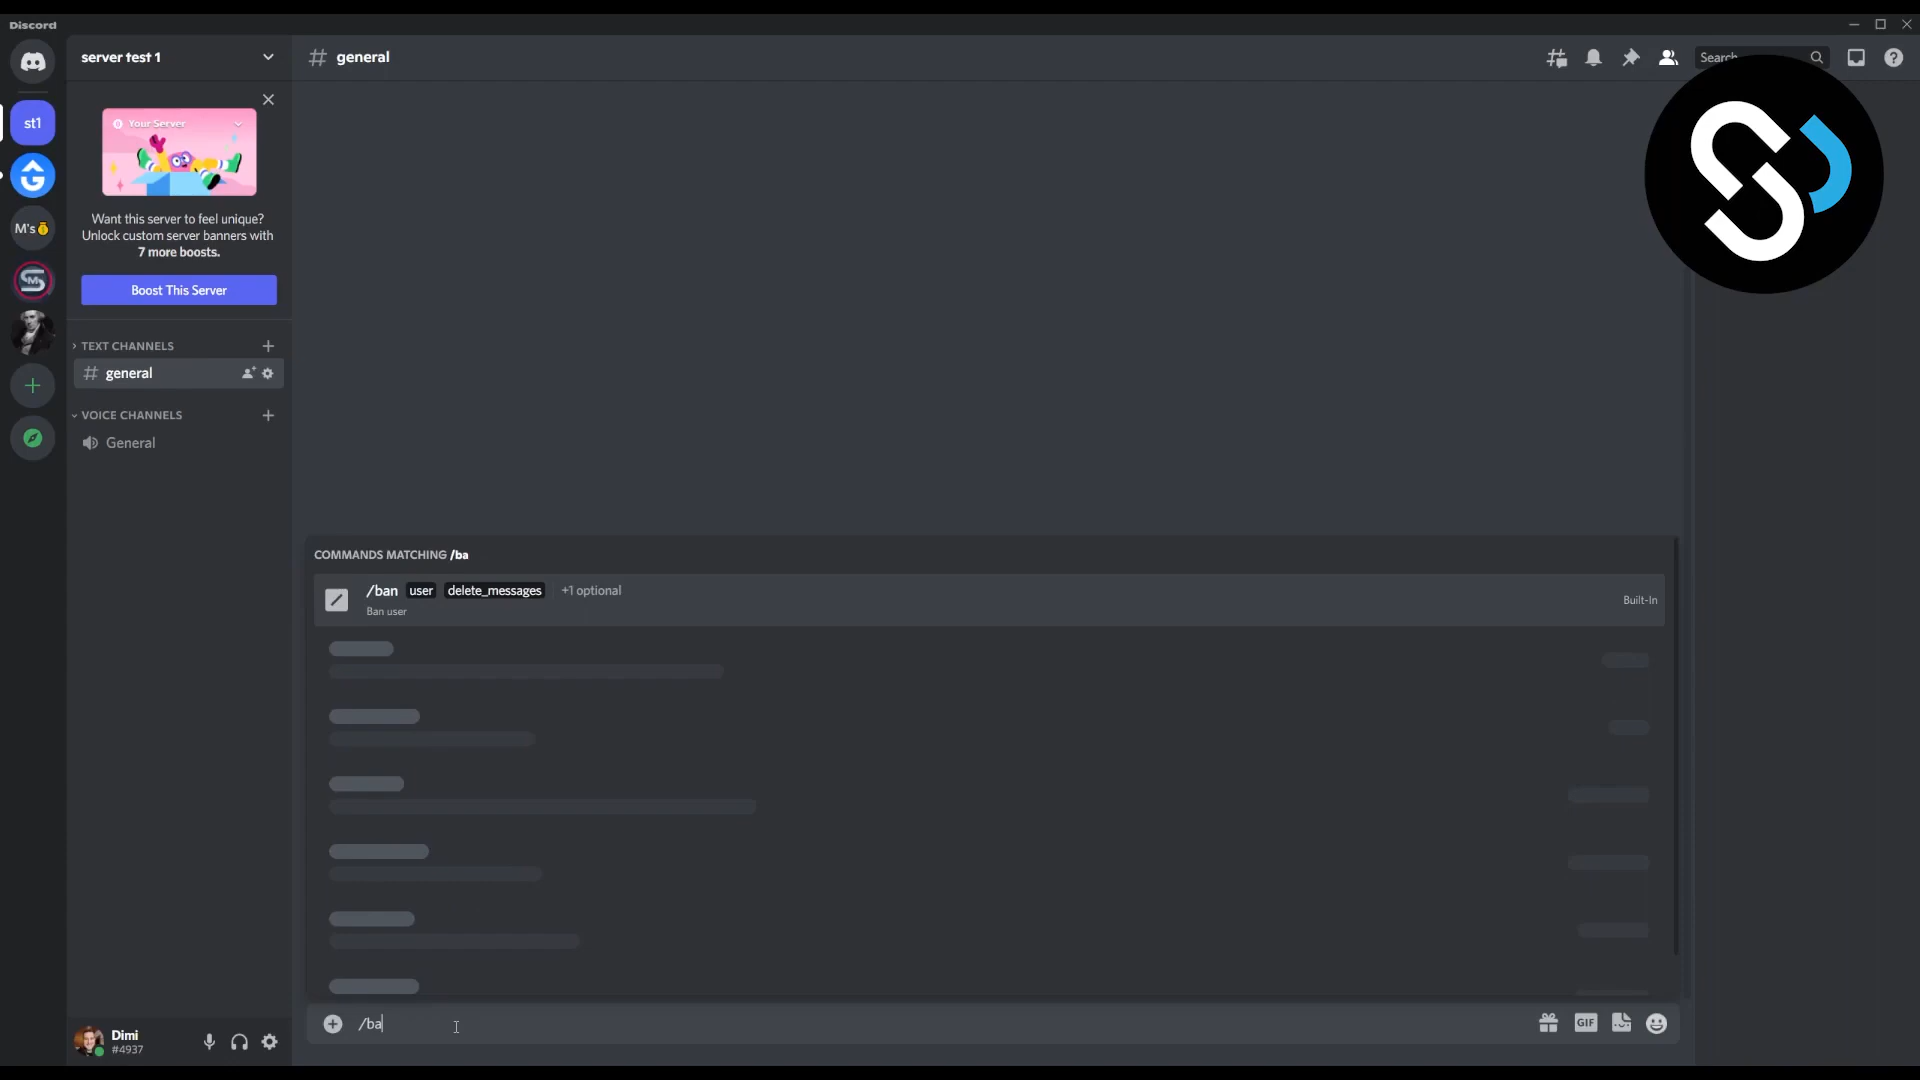 Discord
server test 1
general
Search
st1
Your Server
Want this server to feel unique?
Unlock custom server banners with
7 more boosts.
Boost This Server
M's
TEXT CHANNELS
general
VOICE CHANNELS
General
COMMANDS MATCHING /ba
/ban user delete_messages +1 optional
Ban user
Built-In
/ba
GIF
Dimi
#4937